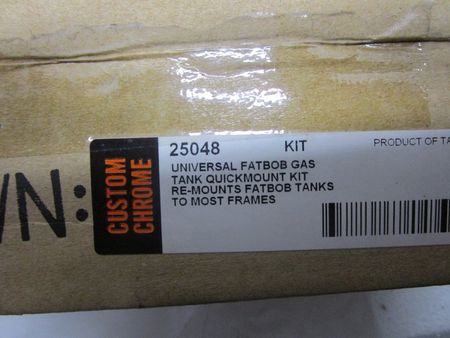 25048 KIT PRODUCT OF TA
UNIVERSAL FATBOB GAS
TANK QUICKMOUNT KIT
RE-MOUNTS FATBOB TANKS
TO MOST FRAMES
CUSTOM
CHROME
N: